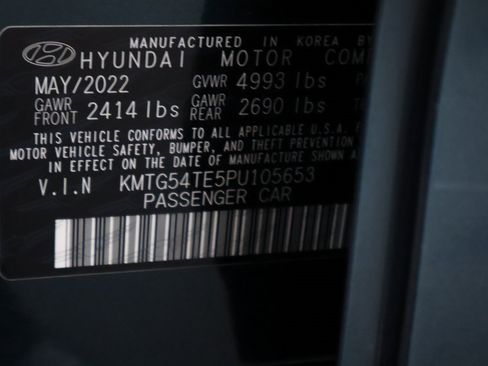 MANUFACTURED IN KOREA BY
HYUNDAI MOTOR COM
MAY/2022 GVWR 4993 lbs
GAWR FRONT 2414 lbs GAWR REAR 2690 lbs
THIS VEHICLE CONFORMS TO ALL APPLICABLE U.S.A. F
MOTOR VEHICLE SAFETY, BUMPER, AND THEFT PREVENTION
IN EFFECT ON THE DATE OF MANUFACTURE SHOWN
V.I.N KMTG54TE5PU105653
PASSENGER CAR